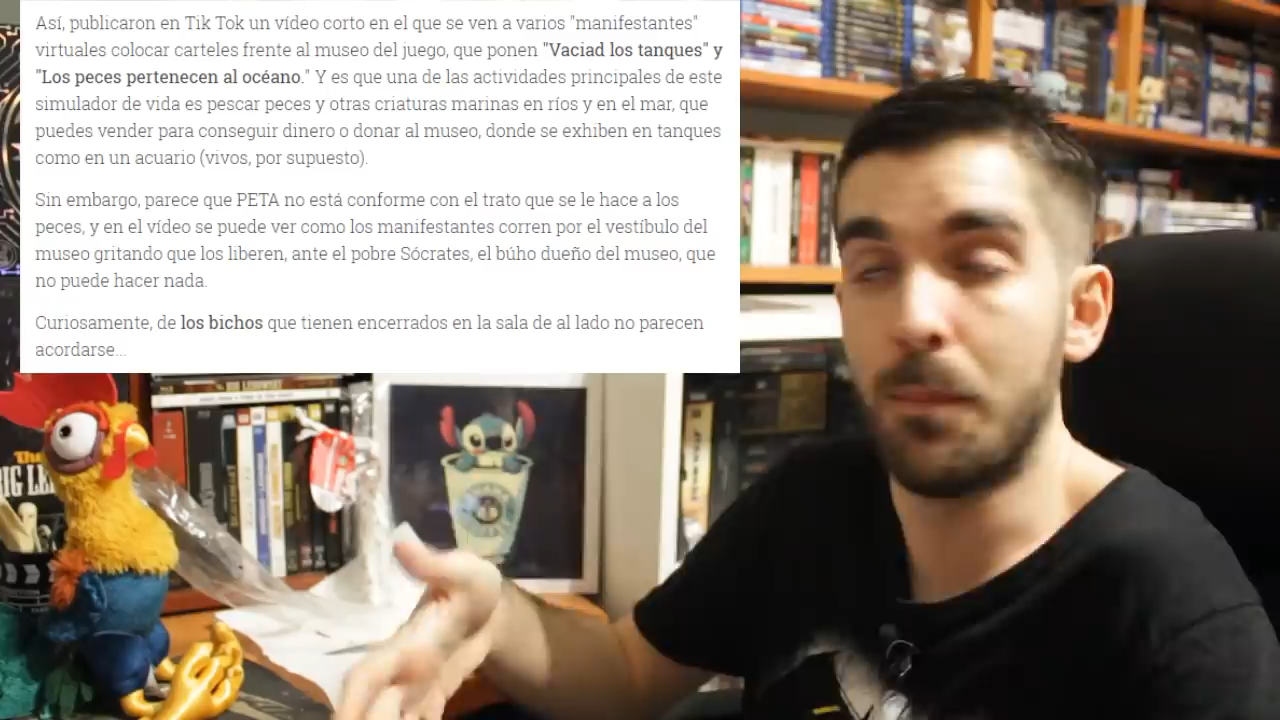 Así, publicaron en Tik Tok un vídeo corto en el que se ven a varios "manifestantes"
virtuales colocar carteles frente al museo del juego, que ponen "Vaciad los tanques" y
"Los peces pertenecen al océano." Y es que una de las actividades principales de este
simulador de vida es pescar peces y otras criaturas marinas en ríos y en el mar, que
puedes vender para conseguir dinero o donar al museo, donde se exhiben en tanques
como en un acuario (vivos, por supuesto).
Sin embargo, parece que PETA no está conforme con el trato que se le hace a los
peces, y en el vídeo se puede ver como los manifestantes corren por el vestíbulo del
museo gritando que los liberen, ante el pobre Sócrates, el búho dueño del museo, que
no puede hacer nada.
Curiosamente, de los bichos que tienen encerrados en la sala de al lado no parecen
acordarse...